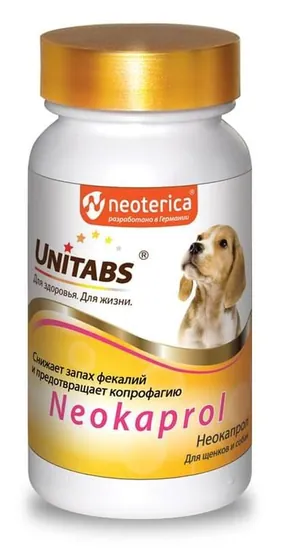 neoterica
разработано в Германии
UNITABS®
Для здоровья. Для жизни.
Снижает запах фекалий
и предотвращает копрофагию
Neokaprol
Неокапрол
Для щенков и собак